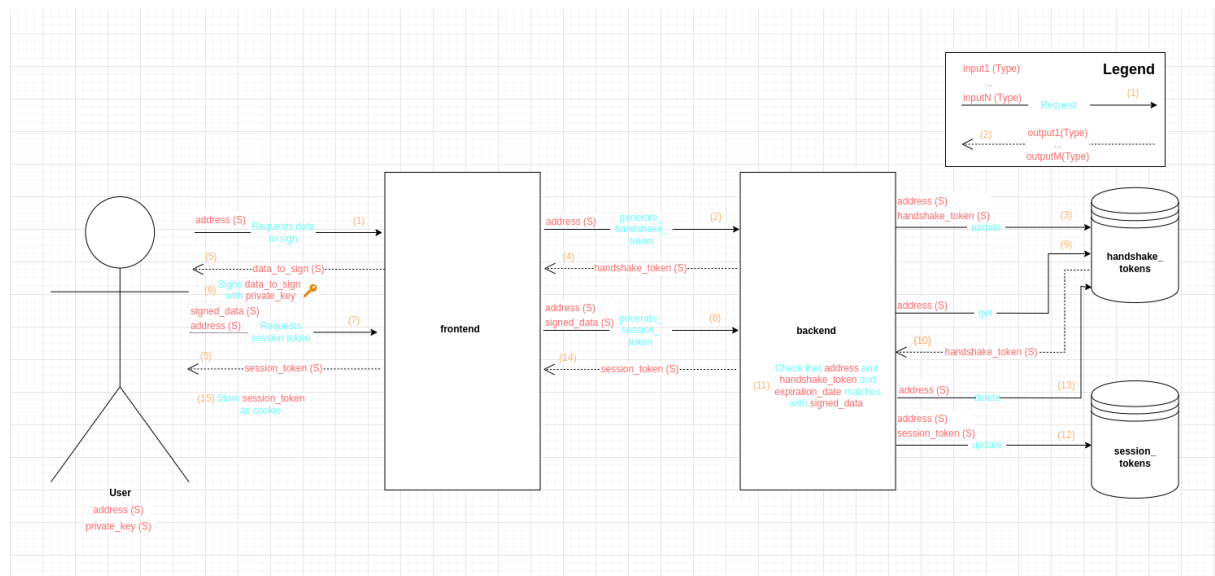 Legend
input1 (Type)
...
inputN (Type)
Request
(1)
(2)
output1(Type)
...
outputM(Type)
address (S)
Requests data
to sign
(1)
(5)
data_to_sign (S)
(6)
Signs data_to_sign
with private_key
signed_data (S)
address (S)
Requests
session token
(7)
(5)
session_token (S)
(15)
Store session_token
as cookie
User
address (S)
private_key (S)
frontend
address (S)
generate_
handshake_
token
(2)
(4)
handshake_token (S)
address (S)
signed_data (S)
generate_
session_
token
(8)
(14)
session_token (S)
backend
(11)
Check that address and
handshake_token and
expiration_date matches
with signed_data
address (S)
handshake_token (S)
update
(3)
(9)
address (S)
get
(10)
handshake_token (S)
address (S)
delete
(13)
address (S)
session_token (S)
update
(12)
handshake_
tokens
session_
tokens